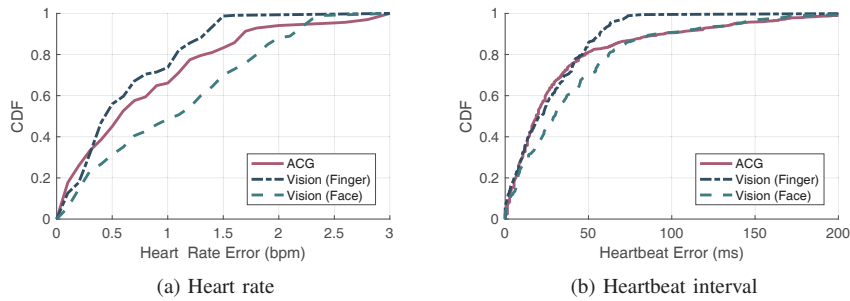 1
0.8
0.6
0.4
0.2
0
CDF
ACG
Vision (Finger)
Vision (Face)
0 0.5 1 1.5 2 2.5 3
Heart Rate Error (bpm)
(a) Heart rate
1
0.8
0.6
0.4
0.2
0
CDF
ACG
Vision (Finger)
Vision (Face)
0 50 100 150 200
Heartbeat Error (ms)
(b) Heartbeat interval